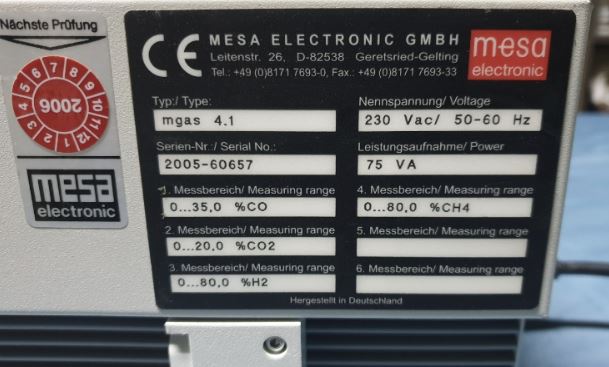 Nächste Prüfung
1 2 3 4 5 6 7 8 9 10 11 12
2006
mesa
electronic
CE MESA ELECTRONIC GMBH
Leitenstr. 26, D-82538 Geretsried-Gelting
Tel.: +49 (0)8171 7693-0, Fax.: +49 (0)8171 7693-33
mesa
electronic
Typ:/ Type:
mgas 4.1
Nennspannung/ Voltage
230 Vac/ 50-60 Hz
Serien-Nr.:/ Serial No.:
2005-60657
Leistungsaufnahme/ Power
75 VA
1. Messbereich/ Measuring range
0...35,0 %CO
4. Messbereich/ Measuring range
0...80,0 %CH4
2. Messbereich/ Measuring range
0...20,0 %CO2
5. Messbereich/ Measuring range
3. Messbereich/ Measuring range
0...80,0 %H2
6. Messbereich/ Measuring range
Hergestellt in Deutschland